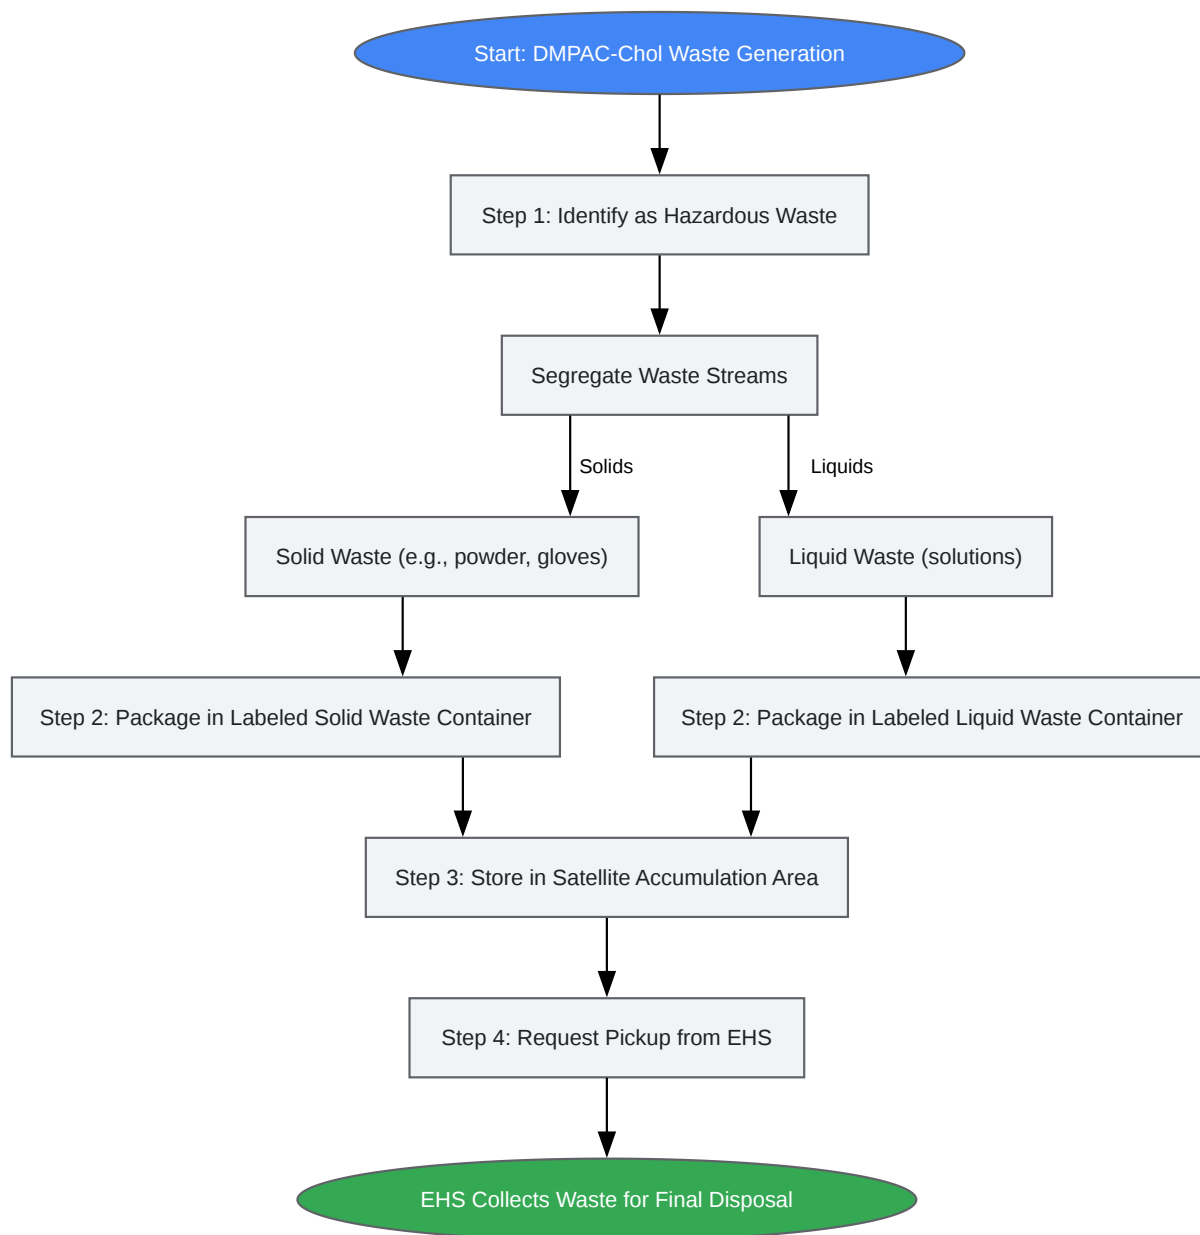 Start: DMPAC-Chol Waste Generation
Step 1: Identify as Hazardous Waste
Segregate Waste Streams
Solids
Liquids
Solid Waste (e.g., powder, gloves)
Liquid Waste (solutions)
Step 2: Package in Labeled Solid Waste Container
Step 2: Package in Labeled Liquid Waste Container
Step 3: Store in Satellite Accumulation Area
Step 4: Request Pickup from EHS
EHS Collects Waste for Final Disposal